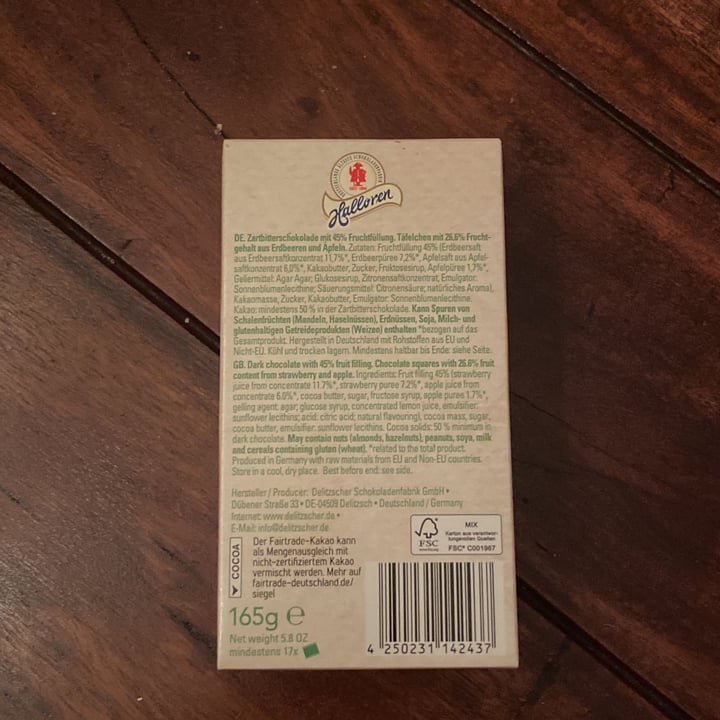 Halloren
DE. Zartbitterschokolade mit 45% Fruchtfüllung. Täfelchen mit 26,6% Frucht-
gehalt aus Erdbeeren und Äpfeln. Zutaten: Fruchtfüllung 45% (Erdbeersaft
aus Erdbeersaftkonzentrat 11,7%*, Erdbeerpüree 7,2%*, Apfelsaft aus Apfel-
saftkonzentrat 6,0%*, Kakaobutter, Zucker, Fruktosesirup, Apfelpüree 1,7%*,
Geliermittel: Agar Agar; Glukosesirup, Zitronensaftkonzentrat, Emulgator:
Sonnenblumenlecithine; Säuerungsmittel: Citronensäure; natürliches Aroma),
Kakaomasse, Zucker, Kakaobutter, Emulgator: Sonnenblumenlecithine.
Kakao: mindestens 50 % in der Zartbitterschokolade. Kann Spuren von
Schalenfrüchten (Mandeln, Haselnüssen), Erdnüssen, Soja, Milch- und
glutenhaltigen Getreideprodukten (Weizen) enthalten *bezogen auf das
Gesamtprodukt. Hergestellt in Deutschland mit Rohstoffen aus EU und
Nicht-EU. Kühl und trocken lagern. Mindestens haltbar bis Ende: siehe Seite.
GB. Dark chocolate with 45% fruit filling. Chocolate squares with 26.6% fruit
content from strawberry and apple. Ingredients: Fruit filling 45% (strawberry
juice from concentrate 11.7%*, strawberry puree 7.2%*, apple juice from
concentrate 6.0%*, cocoa butter, sugar, fructose syrup, apple puree 1.7%*,
gelling agent: agar; glucose syrup, concentrated lemon juice, emulsifier:
sunflower lecithins; acid: citric acid; natural flavouring), cocoa mass, sugar,
cocoa butter, emulsifier: sunflower lecithins. Cocoa solids: 50 % minimum in
dark chocolate. May contain nuts (almonds, hazelnuts), peanuts, soya, milk
and cereals containing gluten (wheat). *related to the total product.
Produced in Germany with raw materials from EU and Non-EU countries.
Store in a cool, dry place. Best before end: see side.
Hersteller / Producer: Delitzscher Schokoladenfabrik GmbH •
Dübener Straße 33 • DE-04509 Delitzsch • Deutschland / Germany
Internet: www.delitzscher.de •
E-Mail: info@delitzscher.de
COCOA
Der Fairtrade-Kakao kann
als Mengenausgleich mit
nicht-zertifiziertem Kakao
vermischt werden. Mehr auf
fairtrade-deutschland.de/
siegel
FSC
MIX
Karton aus verantwor-
tungsvollen Quellen
FSC® C001967
165g e
Net weight 5.8 OZ
mindestens 17x
4 250231 142437